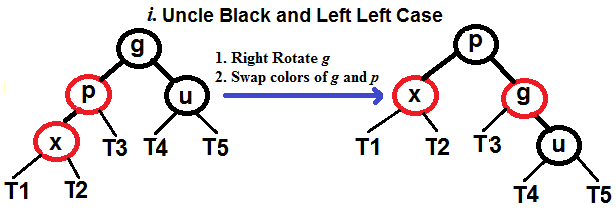 i. Uncle Black and Left Left Case
g
p
u
x
T3
T4
T5
T1
T2
1. Right Rotate g
2. Swap colors of g and p
p
x
g
T1
T2
T3
u
T4
T5